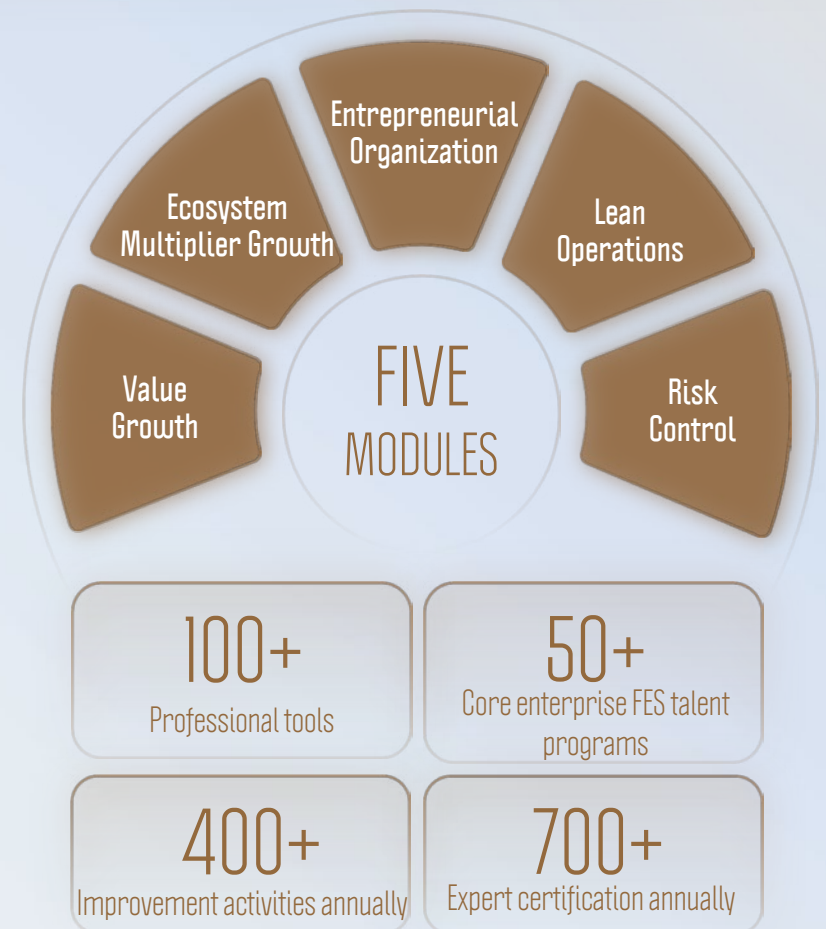 Entrepreneurial
Organization
Ecosystem
Multiplier Growth
Lean
Operations
Value
Growth
FIVE
MODULES
Risk
Control
100+
Professional tools
50+
Core enterprise FES talent
programs
400+
Improvement activities annually
700+
Expert certification annually